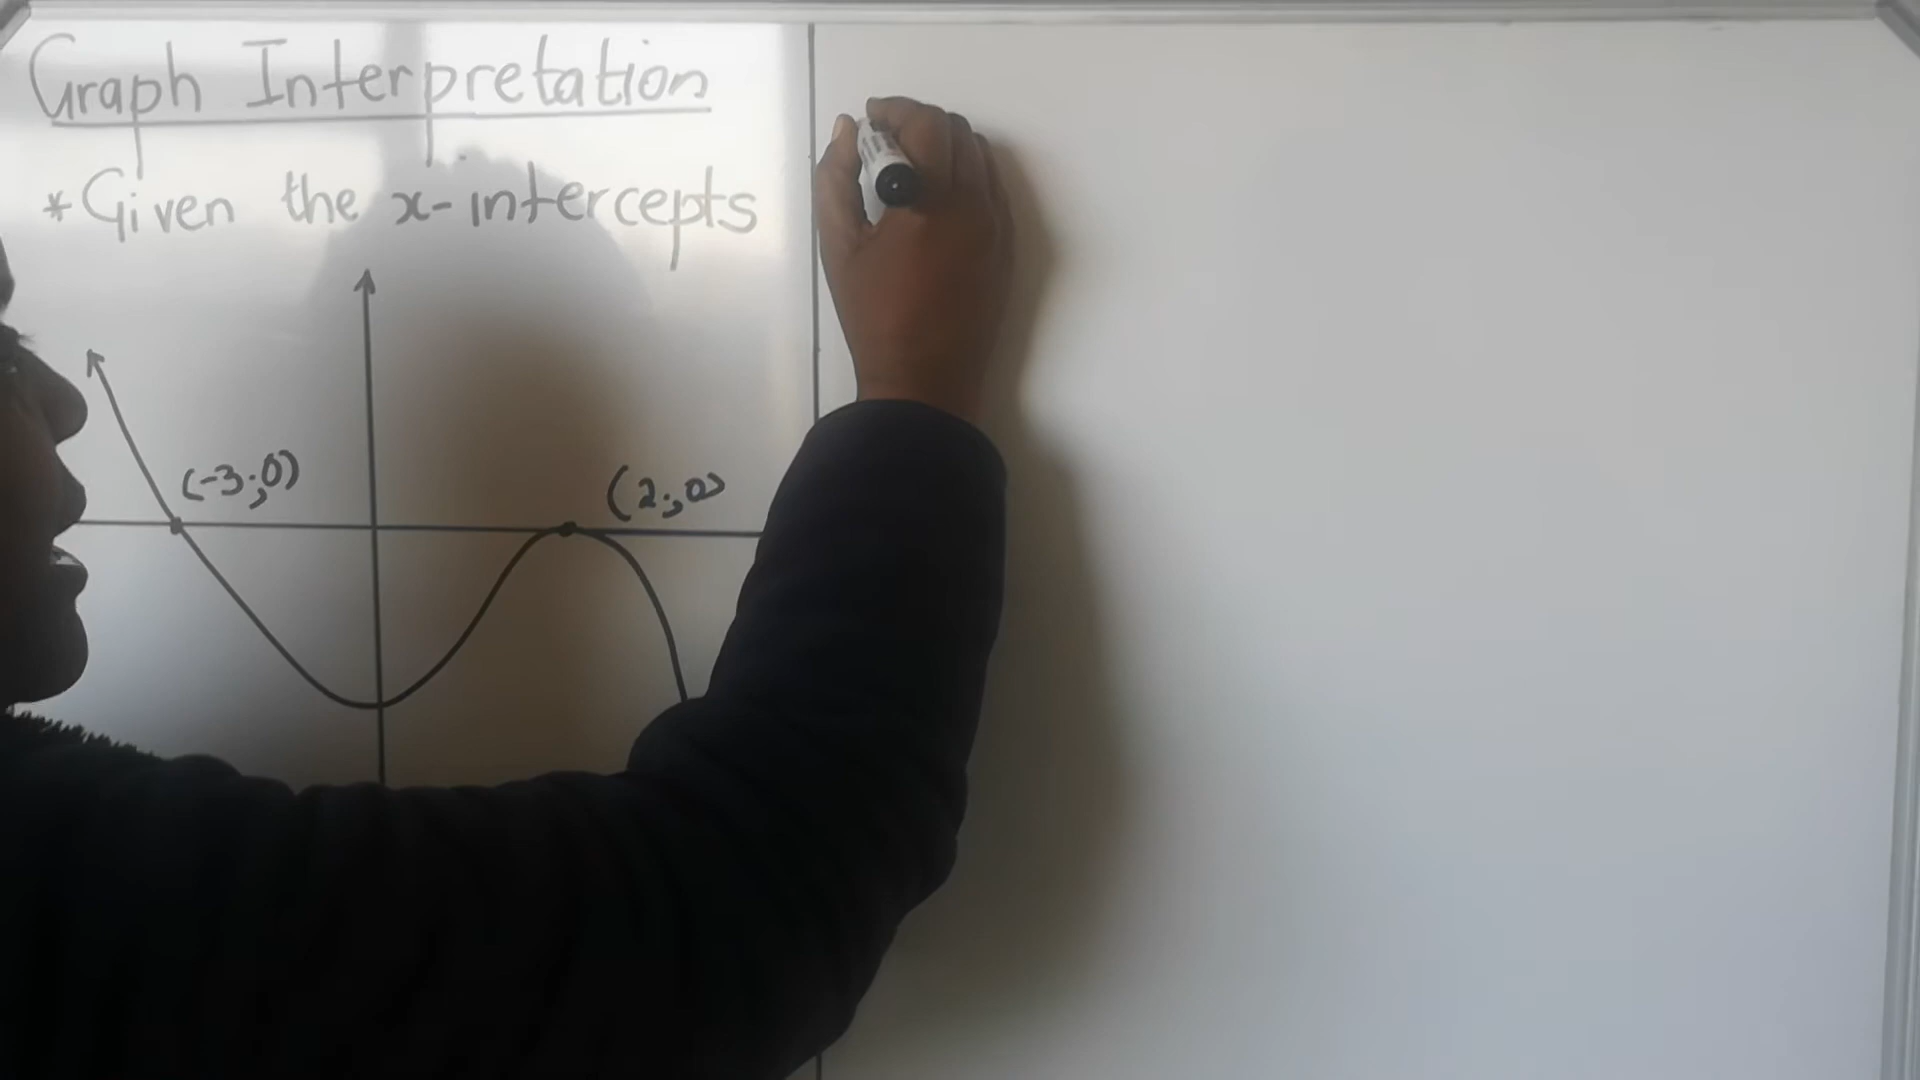 Graph Interpretation
* Given the x-intercepts
(-3;0)
(2;0)